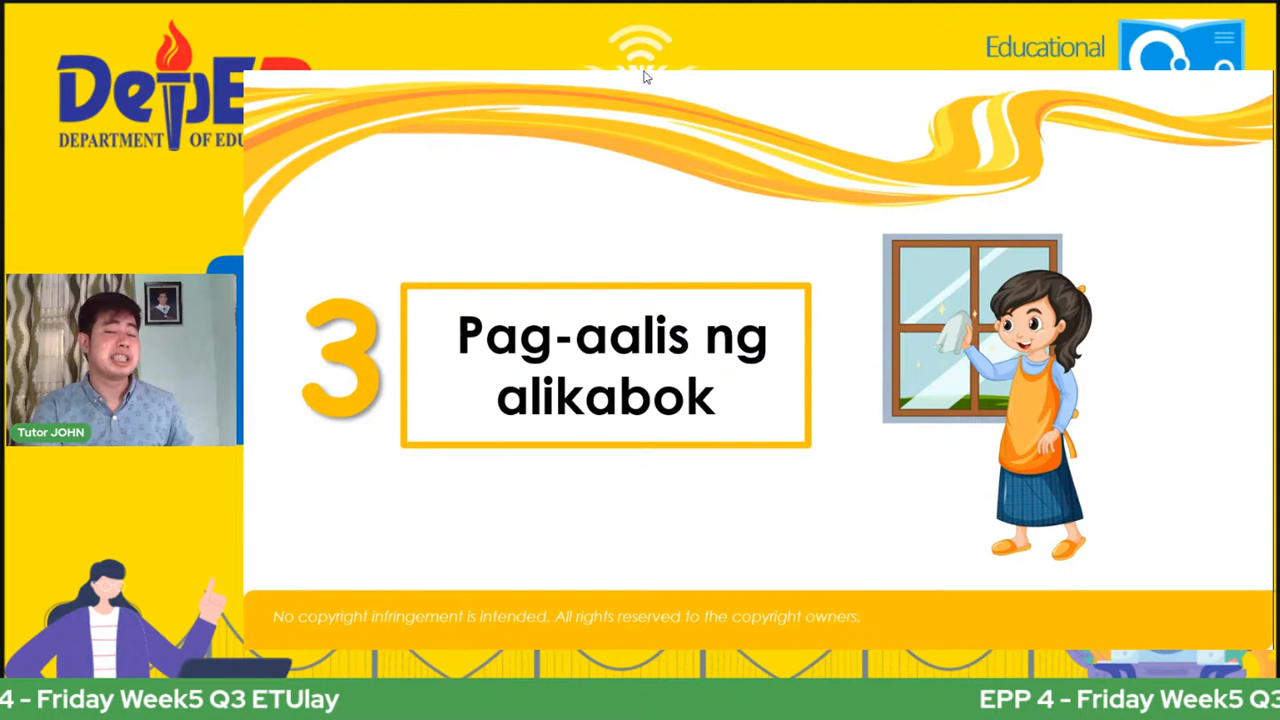 DepE
DEPARTMENT OF EDU
Educational
3
Pag-aalis ng
alikabok
Tutor JOHN
No copyright infringement is intended. All rights reserved to the copyright owners.
4 - Friday Week5 Q3 ETUlay
EPP 4 - Friday Week5 Q3